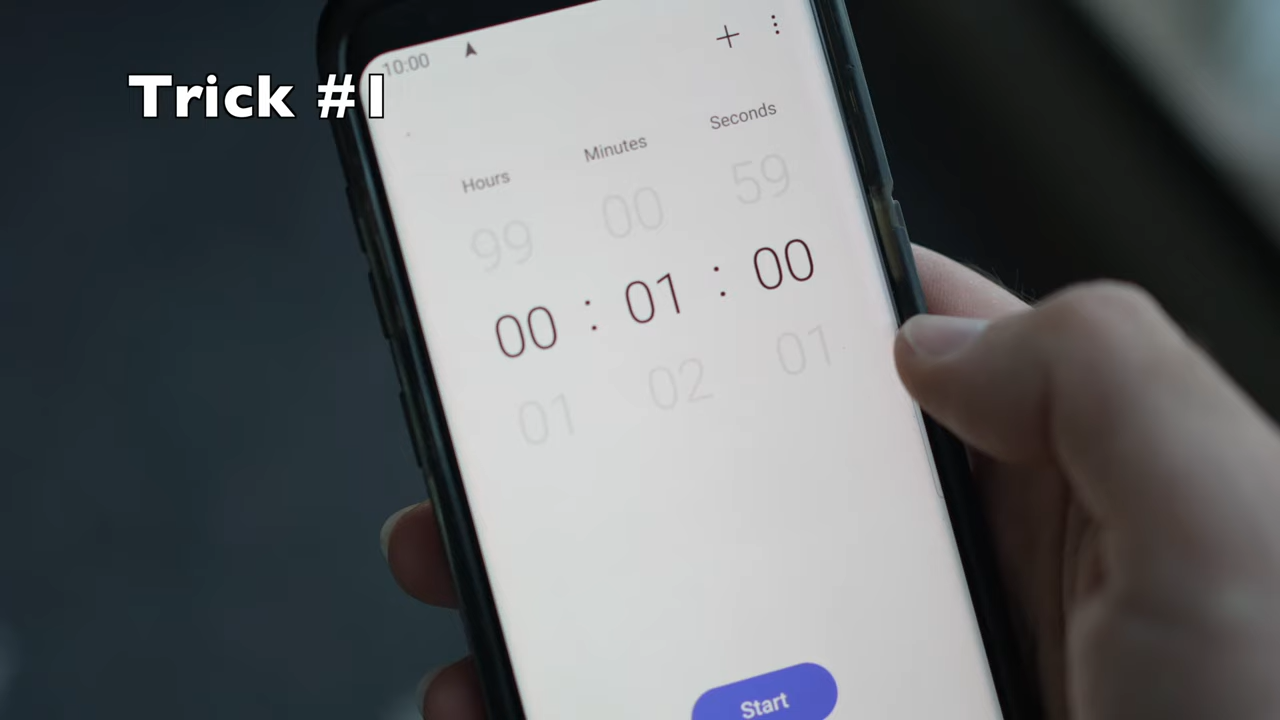 Trick #1
10:00
Hours Minutes Seconds
99 00 59
00 : 01 : 00
01 02 01
Start